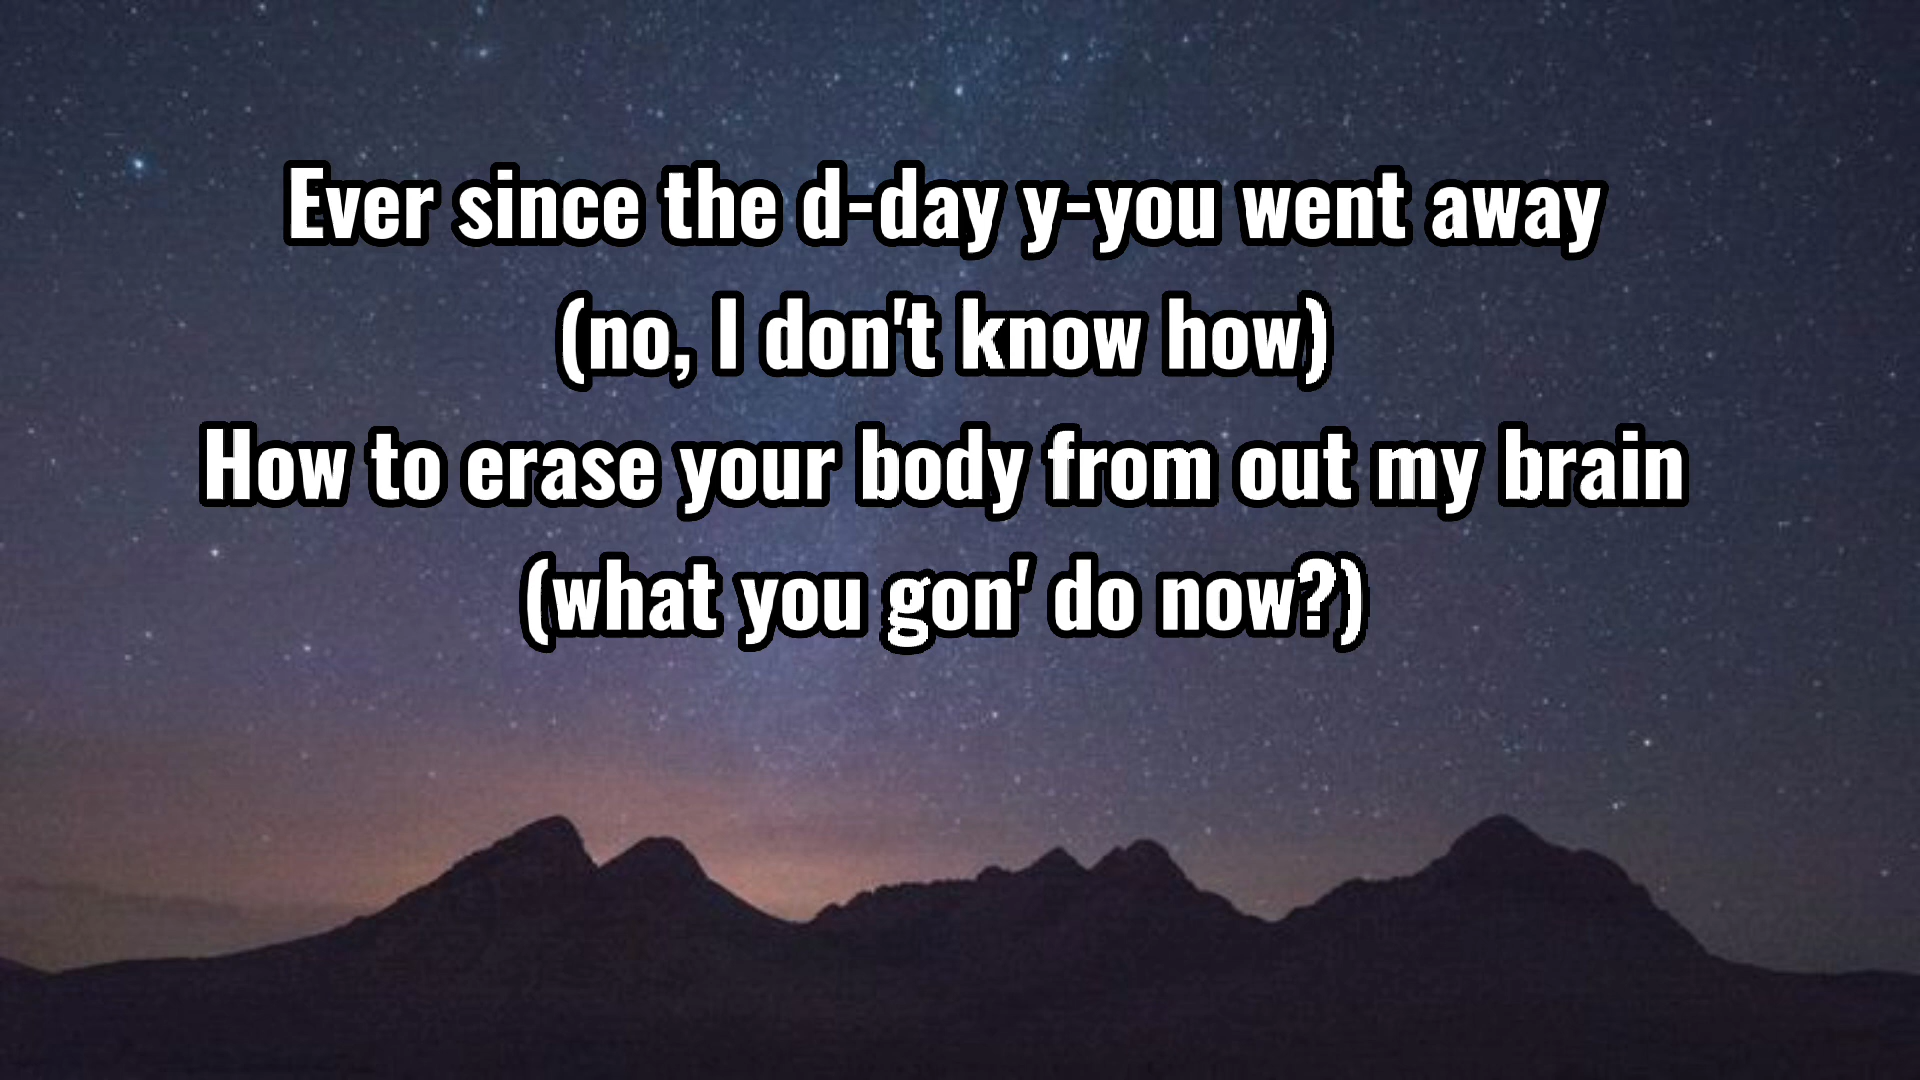 Ever since the d-day y-you went away
(no, I don't know how)
How to erase your body from out my brain
(what you gon' do now?)